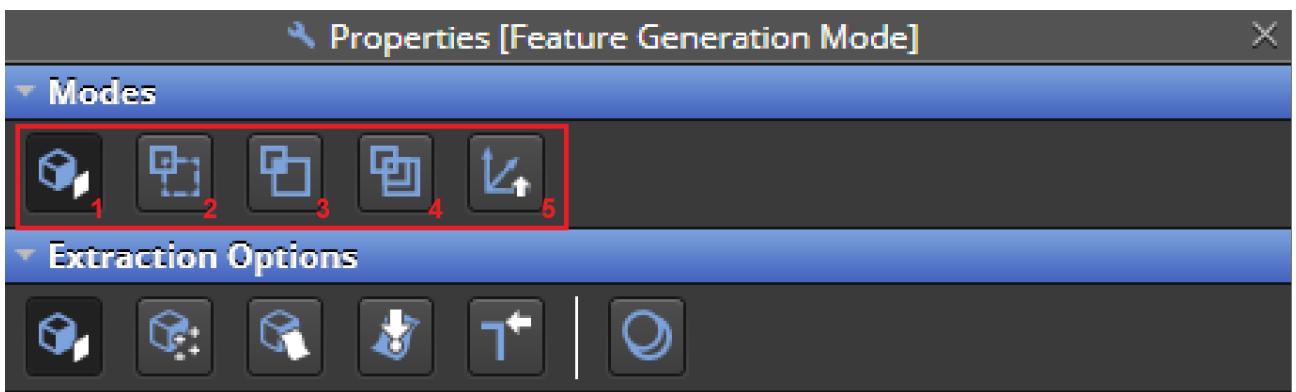 Properties [Feature Generation Mode]
Modes
1 2 3 4 5
Extraction Options